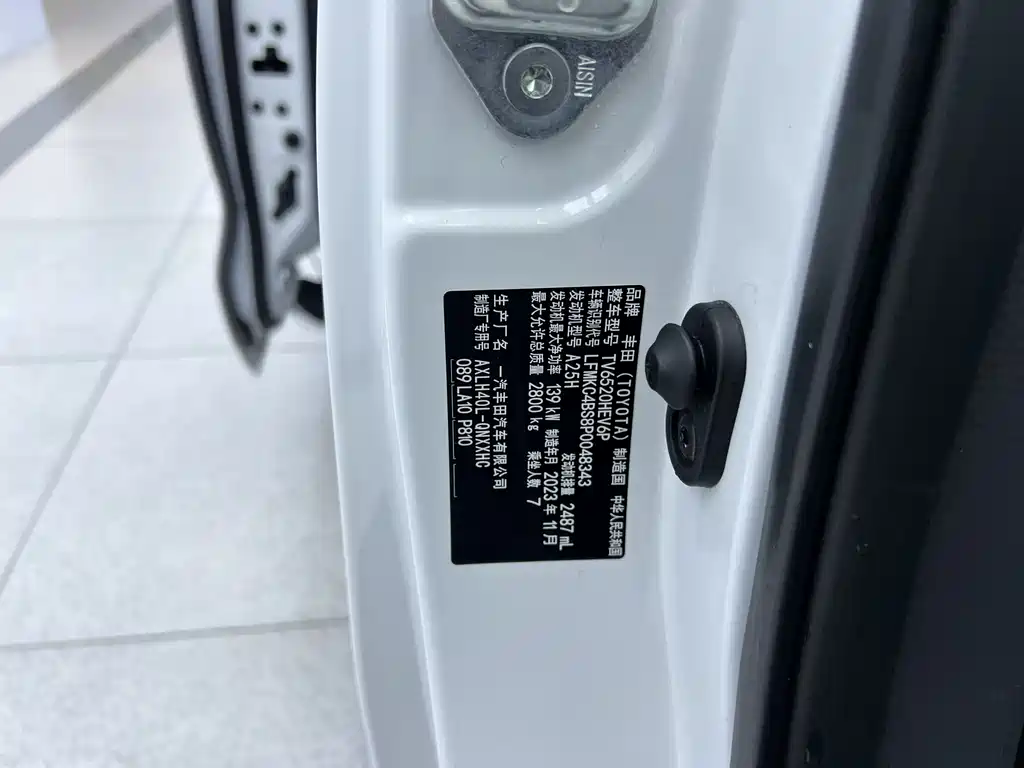 AISIN
品牌 丰田(TOYOTA) 制造国 中华人民共和国
整车型号 TV6520HEV6P
车辆识别代号 LFMKC4BS8P0048343
发动机型号 A25H 发动机排量 2487 mL
发动机最大净功率 139 kW 制造年月 2023年11月
最大允许总质量 2800 kg 乘坐人数 7
生产厂名 一汽丰田汽车有限公司
制造厂专用号 AXLH40L-QNXXHC
089 LA10 P810